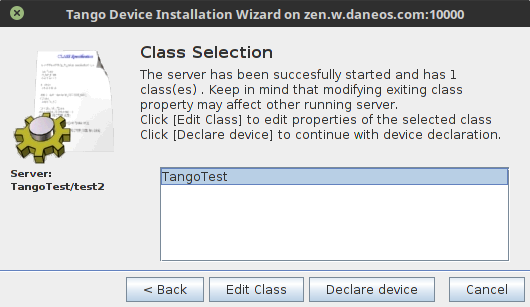 Tango Device Installation Wizard on zen.w.daneos.com:10000
Class Selection
The server has been succesfully started and has 1
class(es) . Keep in mind that modifying exiting class
property may affect other running server.
Click [Edit Class] to edit properties of the selected class
Click [Declare device] to continue with device declaration.
Server:
TangoTest/test2
TangoTest
< Back
Edit Class
Declare device
Cancel